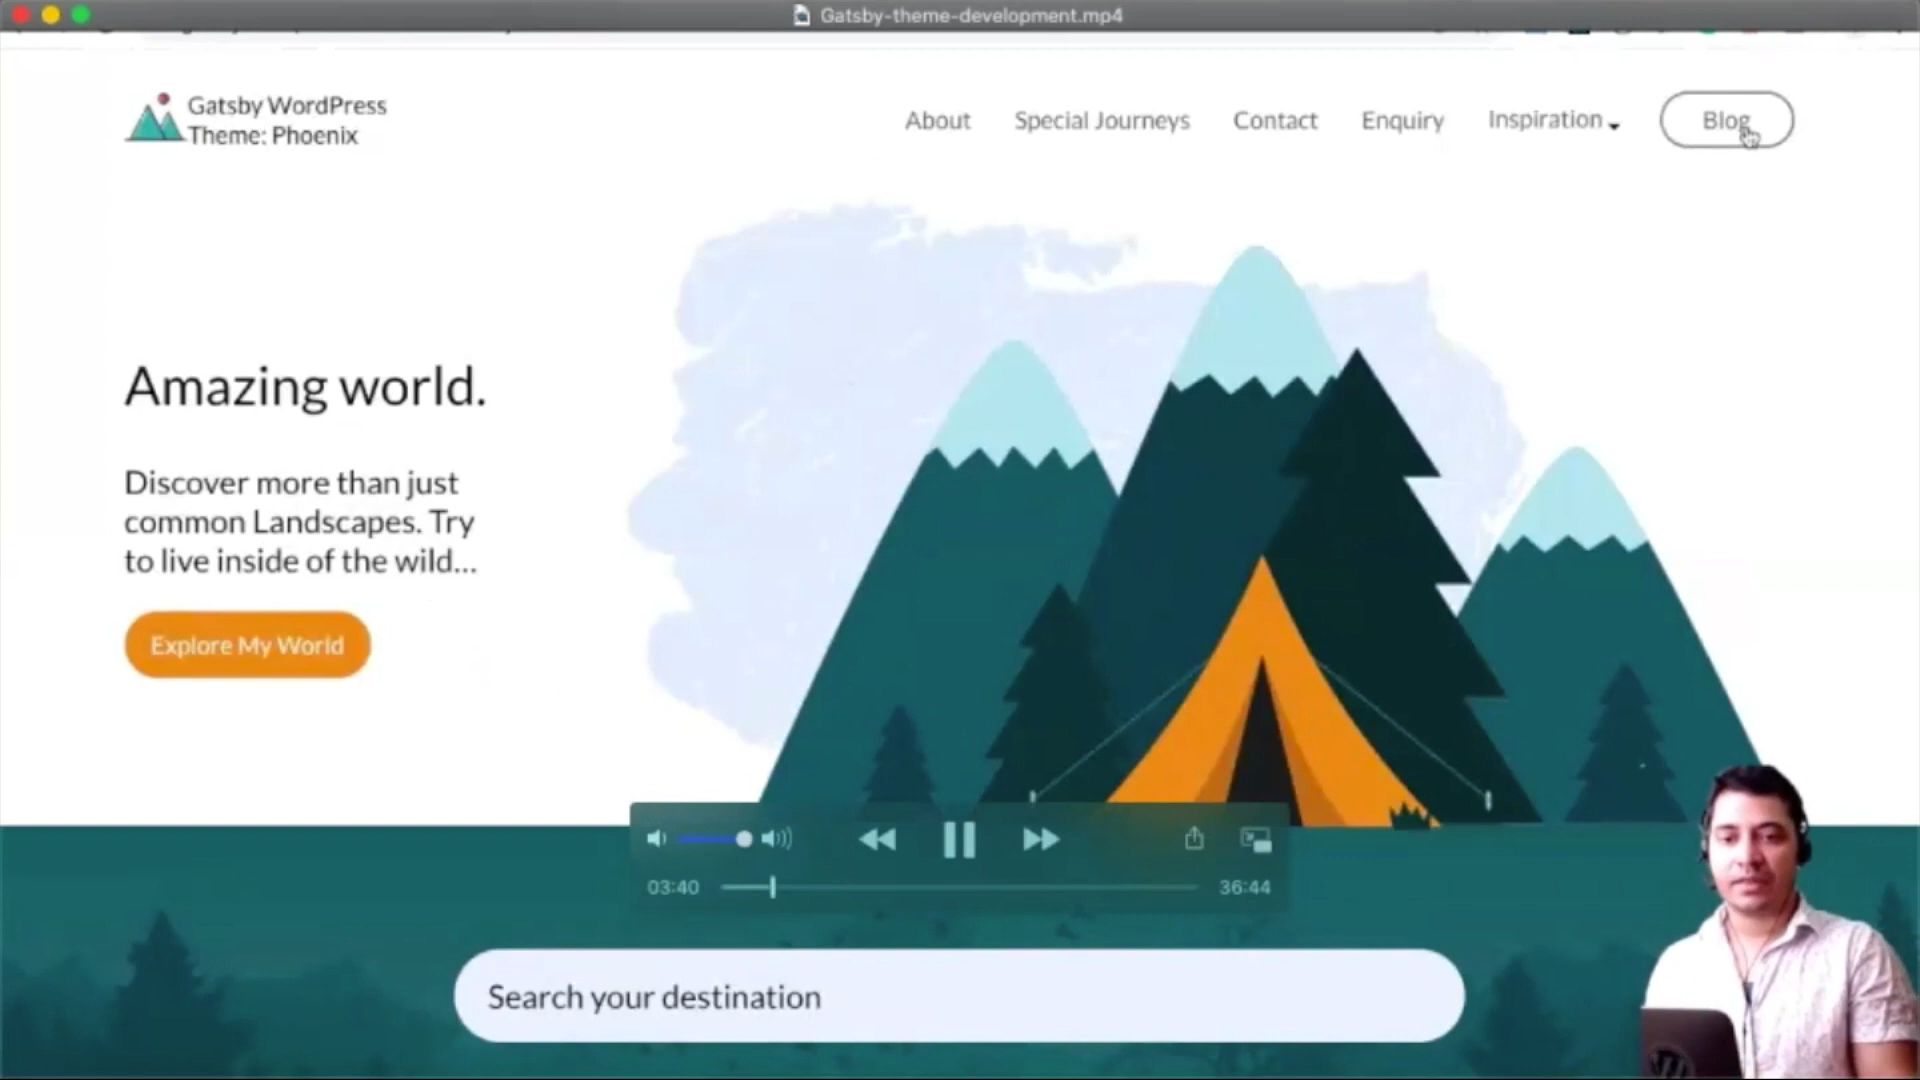 Gatsby-theme-development.mp4
Gatsby WordPress
Theme: Phoenix
About Special Journeys Contact Enquiry Inspiration Blog
Amazing world.
Discover more than just
common Landscapes. Try
to live inside of the wild...
Explore My World
03:40 36:44
Search your destination